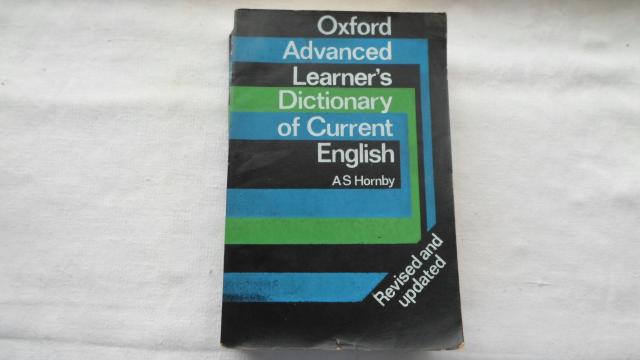 Oxford
Advanced
Learner's
Dictionary
of Current
English
A S Hornby
Revised and
updated